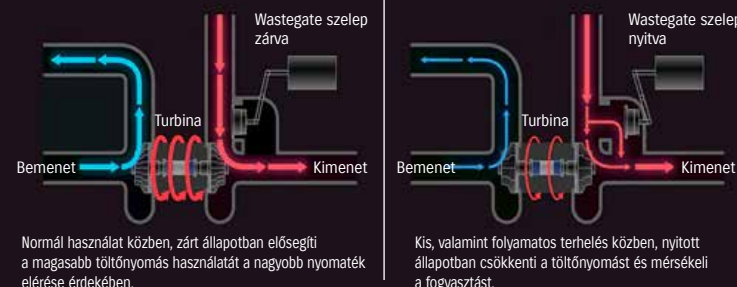 Wastegate szelep
zárva
Turbina
Bemenet
Kimenet
Normál használat közben, zárt állapotban elősegíti
a magasabb töltőnyomás használatát a nagyobb nyomaték
elérése érdekében.
Wastegate szelep
nyitva
Turbina
Bemenet
Kimenet
Kis, valamint folyamatos terhelés közben, nyitott
állapotban csökkenti a töltőnyomást és mérsékeli
a fogyasztást.